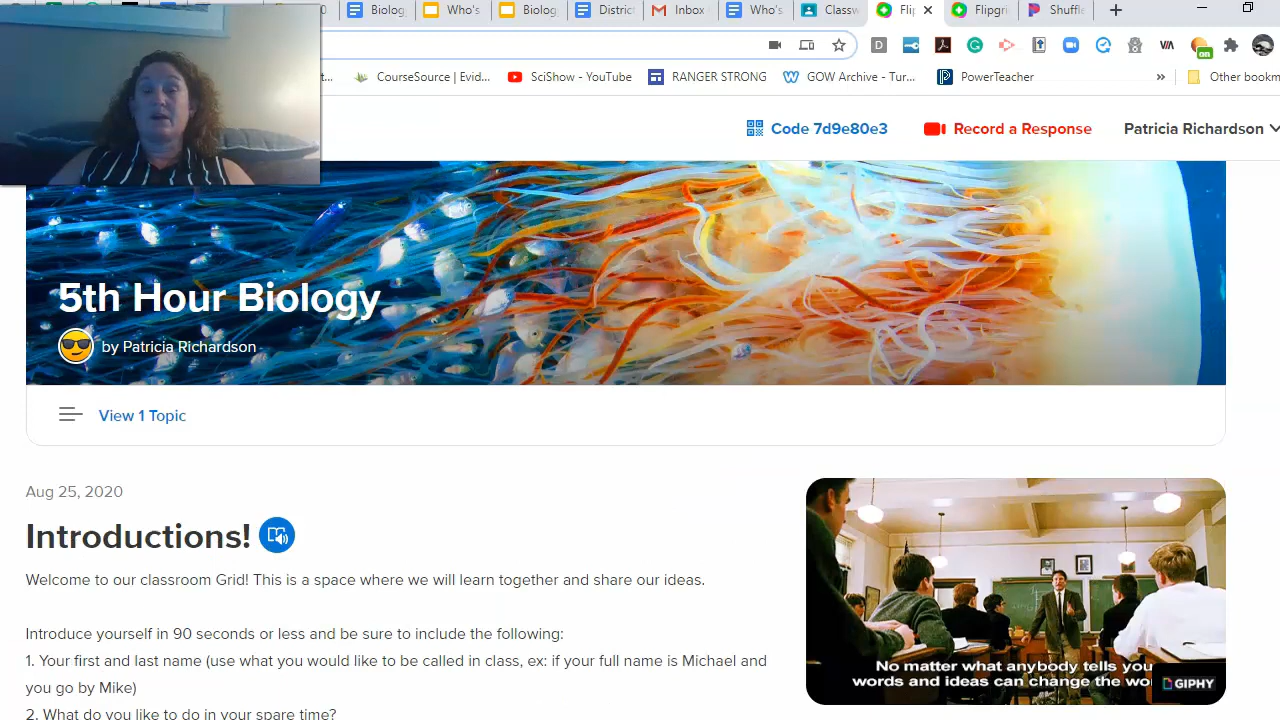 0
Biolog
Who's
Biolog
District
Inbox
Who's
Classw
Flip
Flipgri
Shuffle
D
VIA
on
t...
CourseSource | Evid...
SciShow - YouTube
RANGER STRONG
GOW Archive - Tur...
PowerTeacher
»
Other bookm
Code 7d9e80e3
Record a Response
Patricia Richardson
5th Hour Biology
by Patricia Richardson
View 1 Topic
Aug 25, 2020
Introductions!
Welcome to our classroom Grid! This is a space where we will learn together and share our ideas.
Introduce yourself in 90 seconds or less and be sure to include the following:
1. Your first and last name (use what you would like to be called in class, ex: if your full name is Michael and
you go by Mike)
2. What do you like to do in your spare time?
No matter what anybody tells you
words and ideas can change the wo
GIPHY